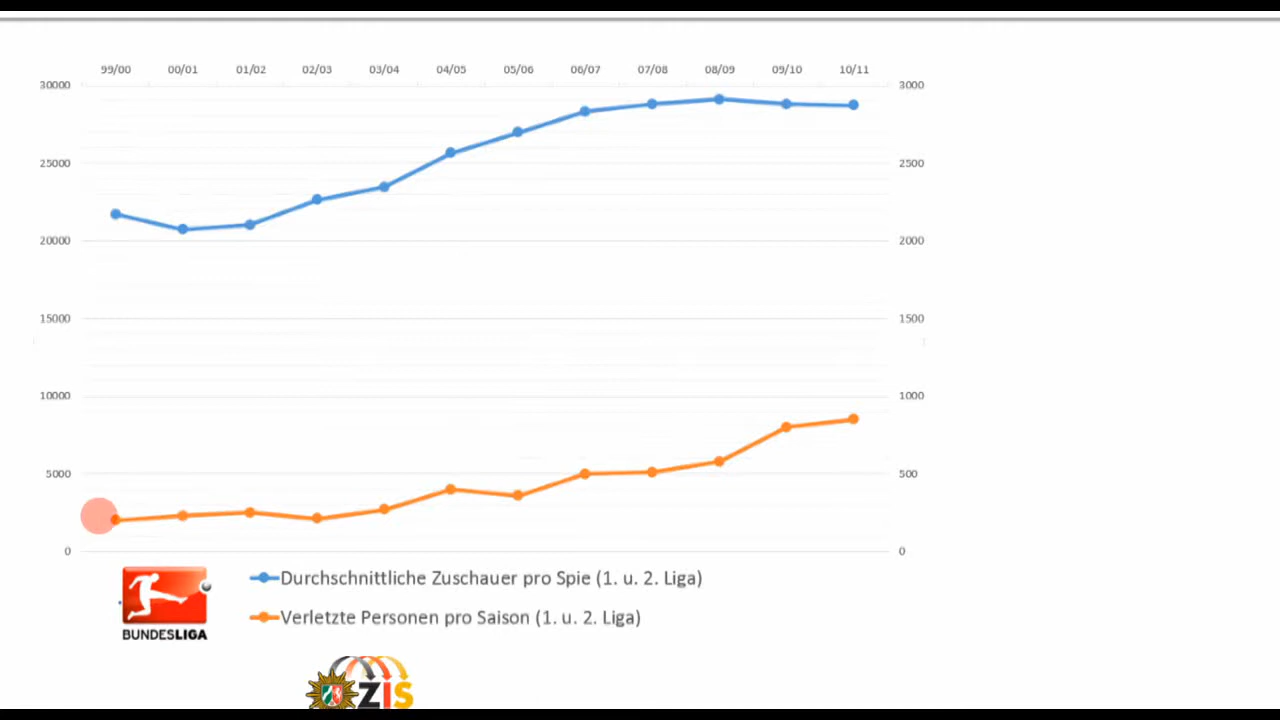 99/00 00/01 01/02 02/03 03/04 04/05 05/06 06/07 07/08 08/09 09/10 10/11
30000 3000
25000 2500
20000 2000
15000 1500
10000 1000
5000 500
0 0
Durchschnittliche Zuschauer pro Spie (1. u. 2. Liga)
Verletzte Personen pro Saison (1. u. 2. Liga)
BUNDESLIGA
ZIS